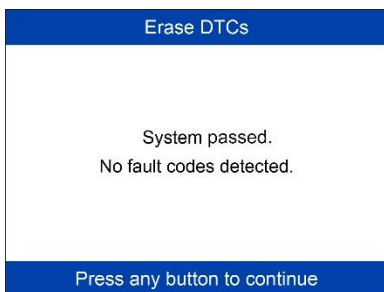 Erase DTCs
System passed.
No fault codes detected.
Press any button to continue